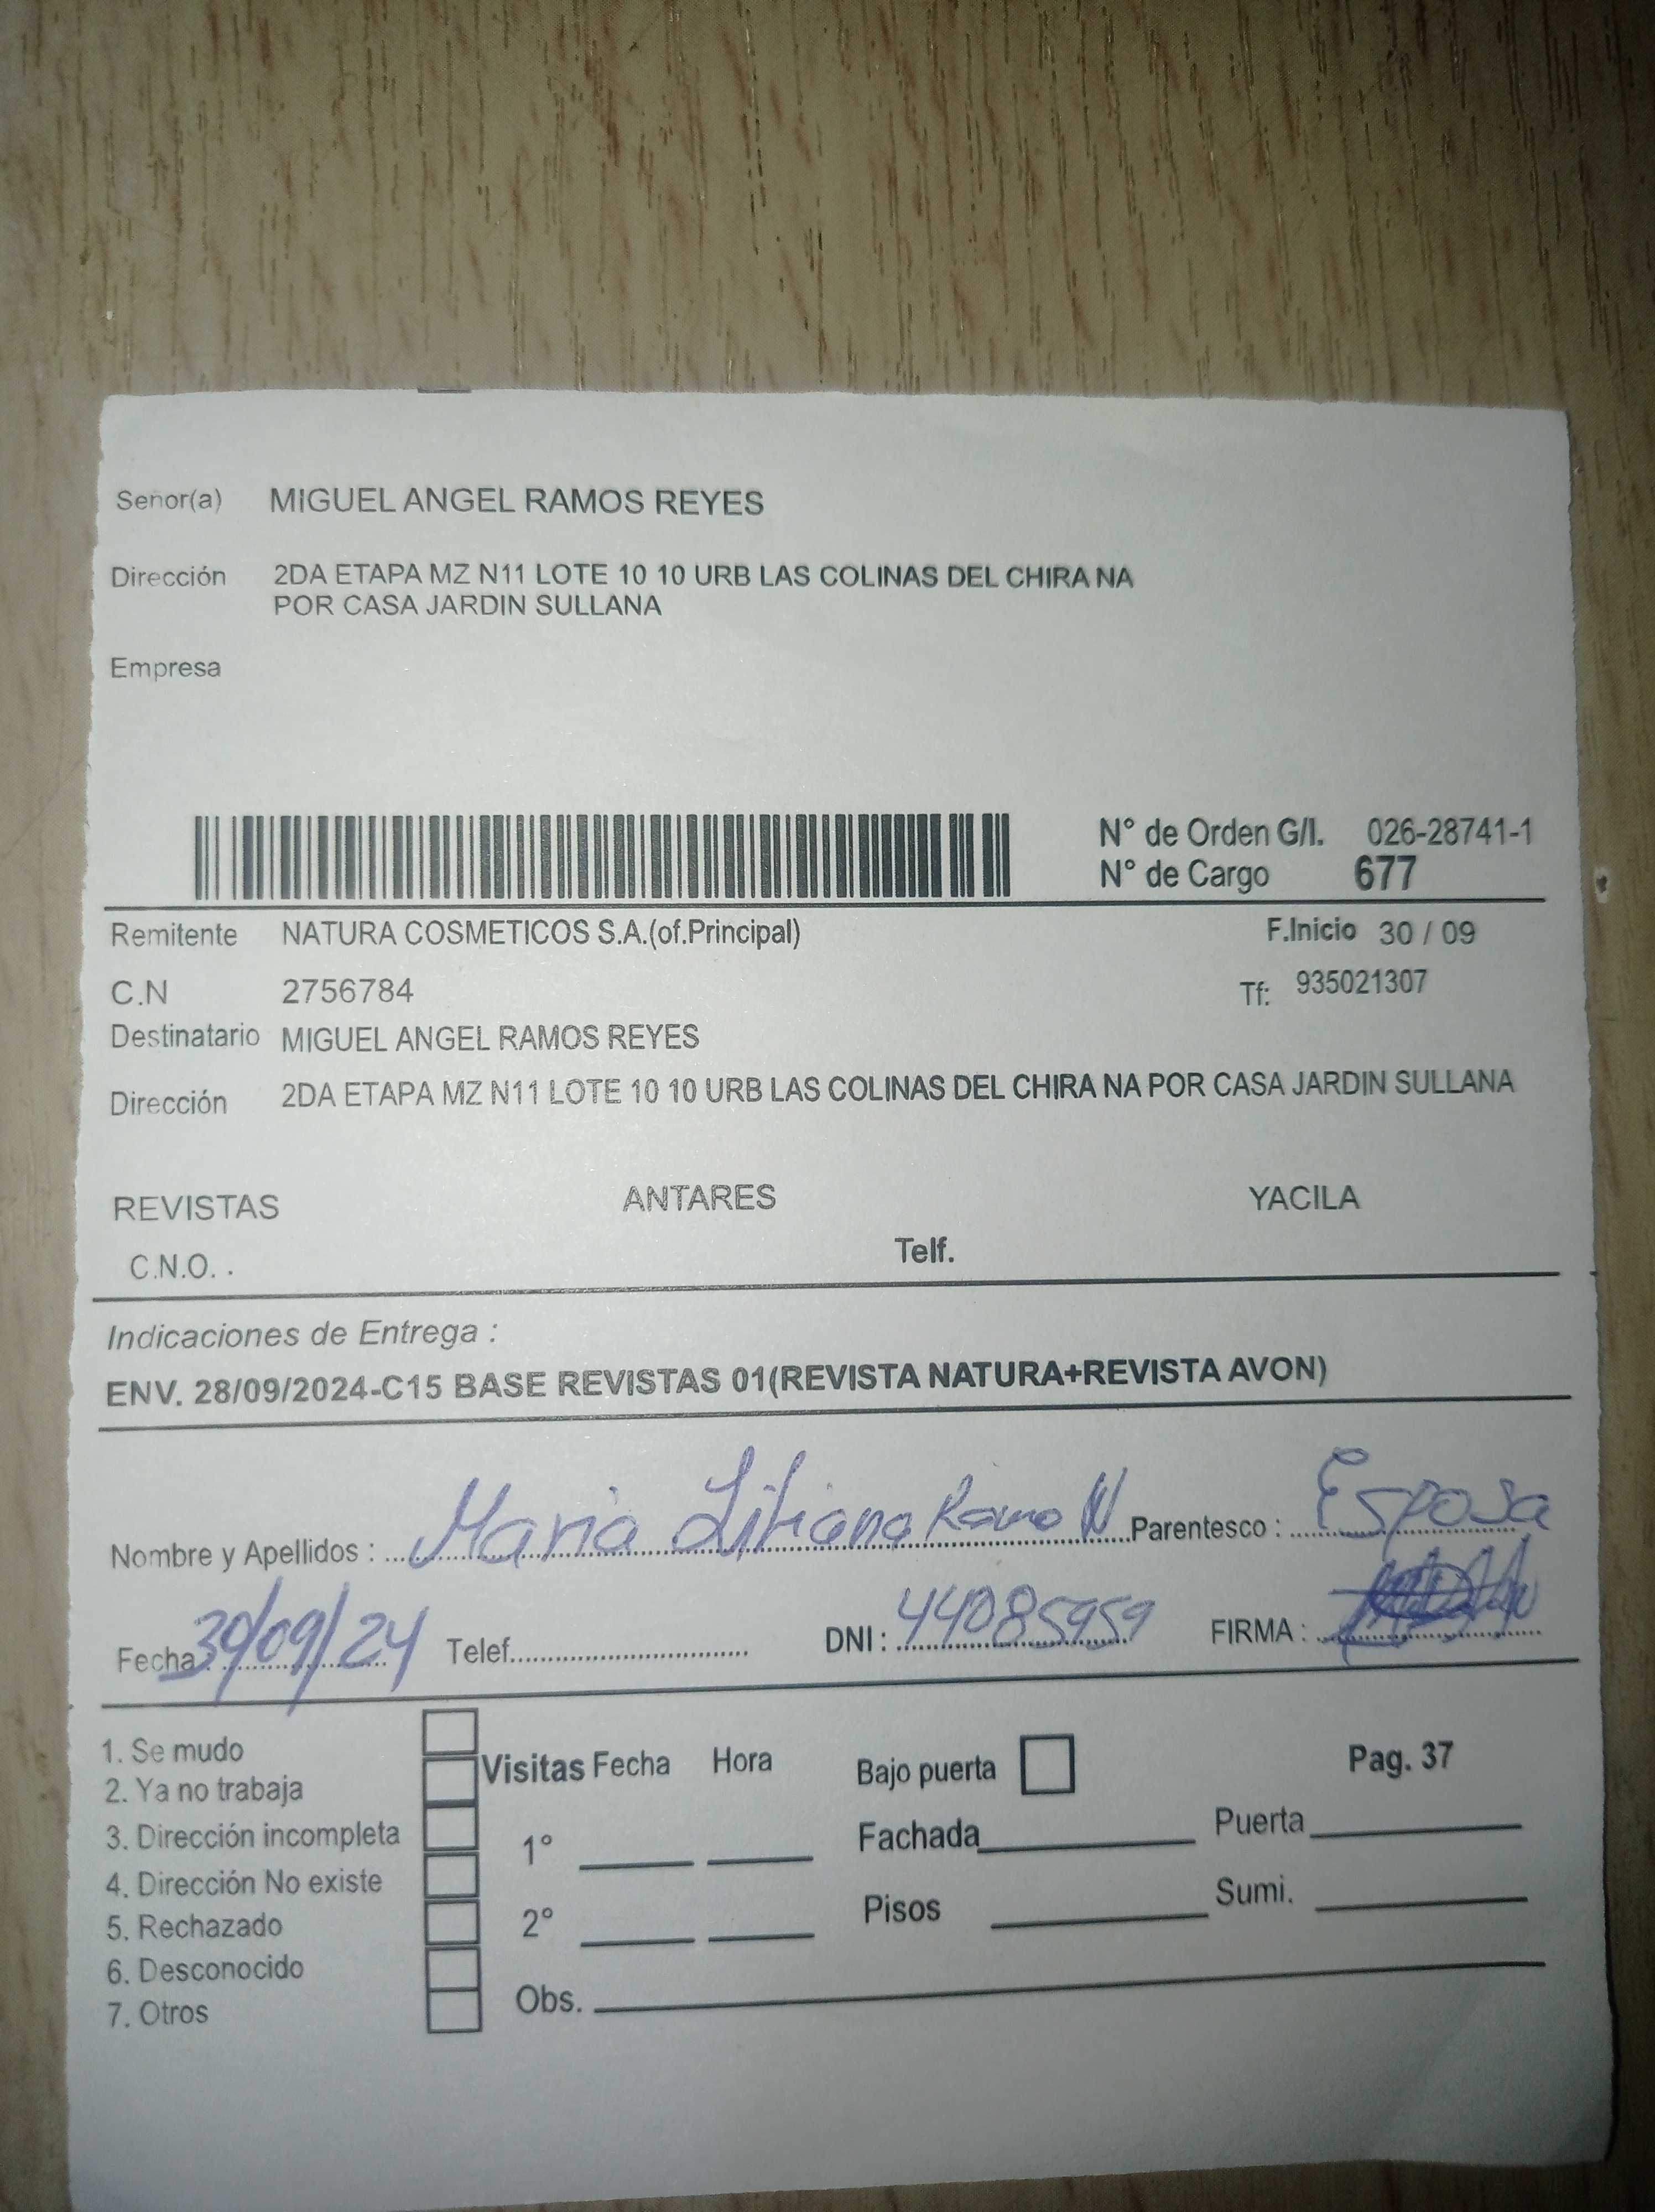 Señor(a) MIGUEL ANGEL RAMOS REYES
Dirección 2DA ETAPA MZ N11 LOTE 10 10 URB LAS COLINAS DEL CHIRA NA
POR CASA JARDIN SULLANA
Empresa
N° de Orden G/I. 026-28741-1
N° de Cargo 677
Remitente NATURA COSMETICOS S.A.(of.Principal) F.Inicio 30 / 09
C.N 2756784 Tf: 935021307
Destinatario MIGUEL ANGEL RAMOS REYES
Dirección 2DA ETAPA MZ N11 LOTE 10 10 URB LAS COLINAS DEL CHIRA NA POR CASA JARDIN SULLANA
REVISTAS ANTARES YACILA
C.N.O. . Telf.
Indicaciones de Entrega :
ENV. 28/09/2024-C15 BASE REVISTAS 01(REVISTA NATURA+REVISTA AVON)
Nombre y Apellidos : Maria Liliana N Parentesco : Esposa
Fecha : 30/09/24 Telef. DNI : 44085959 FIRMA :
1. Se mudo
2. Ya no trabaja
3. Dirección incompleta
4. Dirección No existe
5. Rechazado
6. Desconocido
7. Otros
Visitas Fecha Hora
1°
2°
Obs.
Bajo puerta Pag. 37
Fachada Puerta
Pisos Sumi.